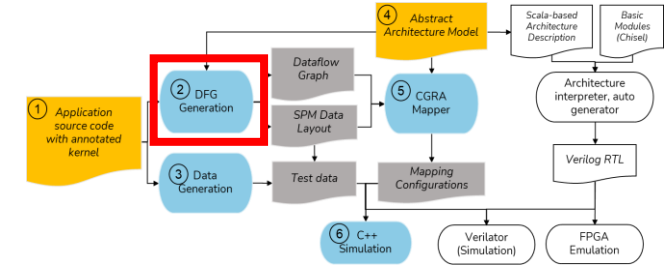 4
Abstract
Architecture Model
Scala-based
Architecture
Description
Basic
Modules
(Chisel)
Dataflow
Graph
2
DFG
Generation
5
CGRA
Mapper
Architecture
interpreter, auto
generator
1
Application
source code
with annotated
kernel
SPM Data
Layout
Verilog RTL
3
Data
Generation
Test data
Mapping
Configurations
6
C++
Simulation
Verilator
(Simulation)
FPGA
Emulation